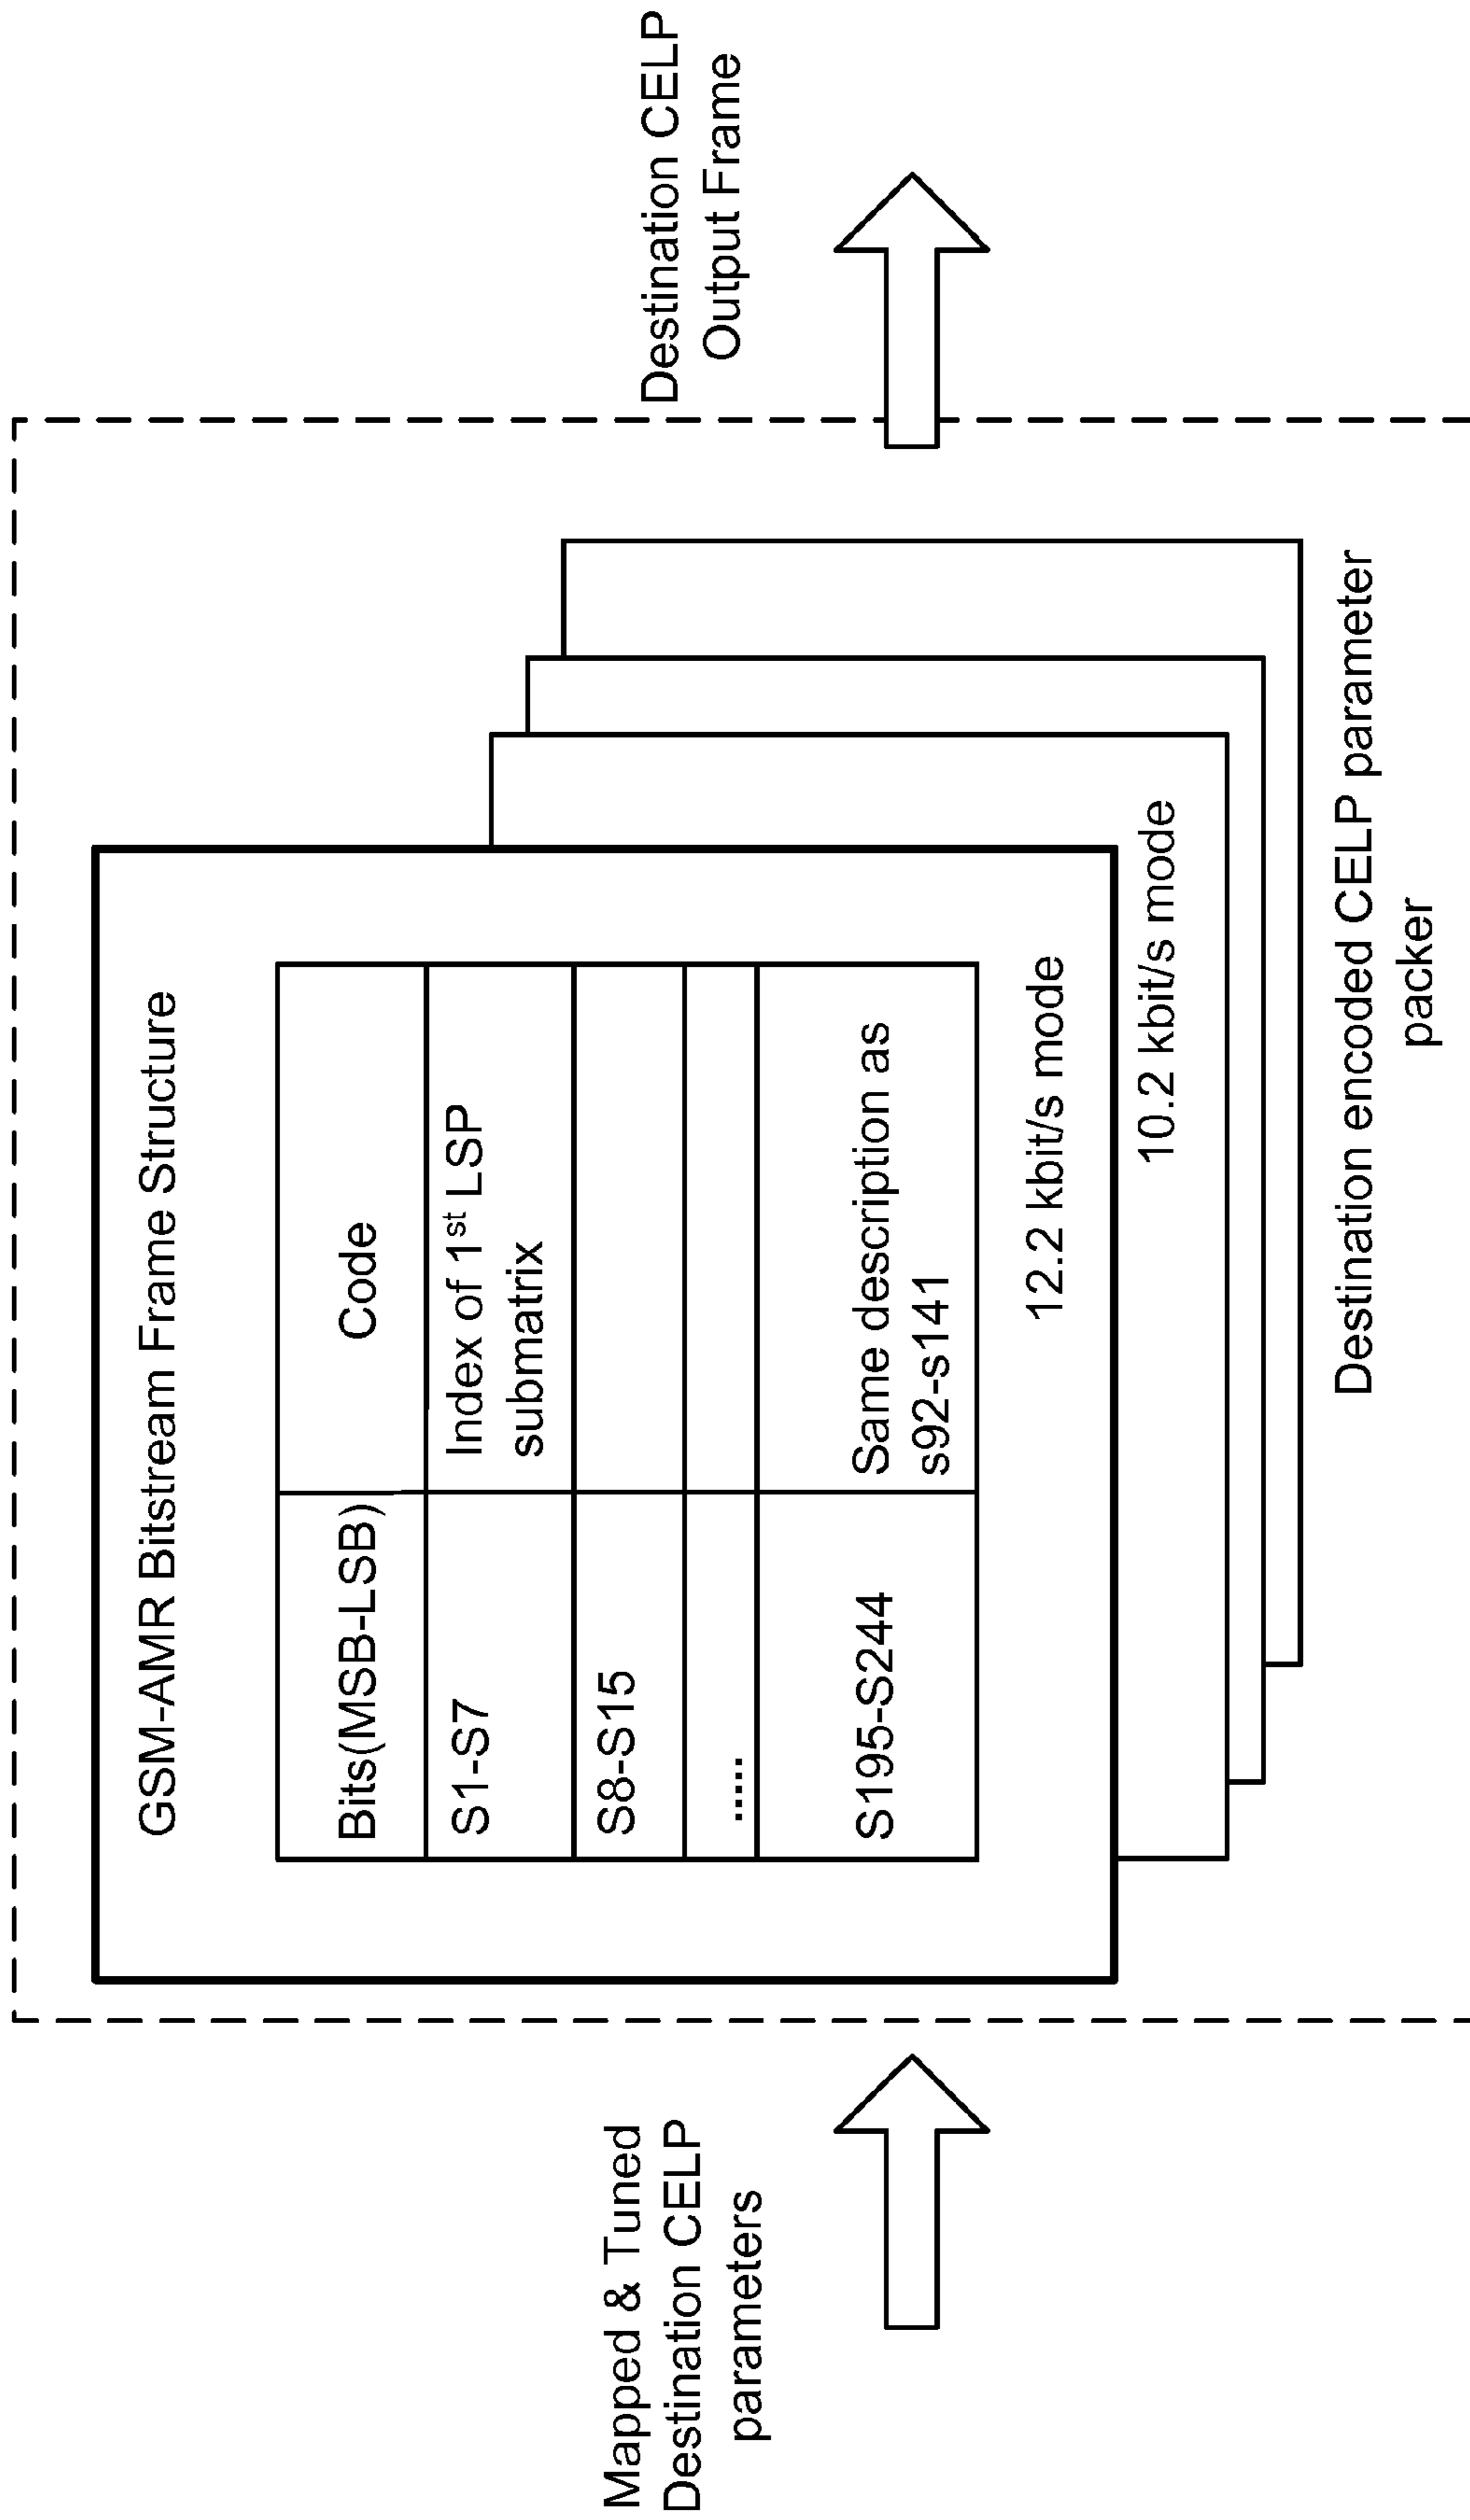 Mapped & Tuned
Destination CELP
parameters
GSM-AMR Bitstream Frame Structure
Bits(MSB-LSB) Code
S1-S7 Index of 1st LSP
submatrix
S8-S15
.....
S195-S244 Same description as
s92-s141
12.2 kbit/s mode
10.2 kbit/s mode
Destination encoded CELP parameter
packer
Destination CELP
Output Frame